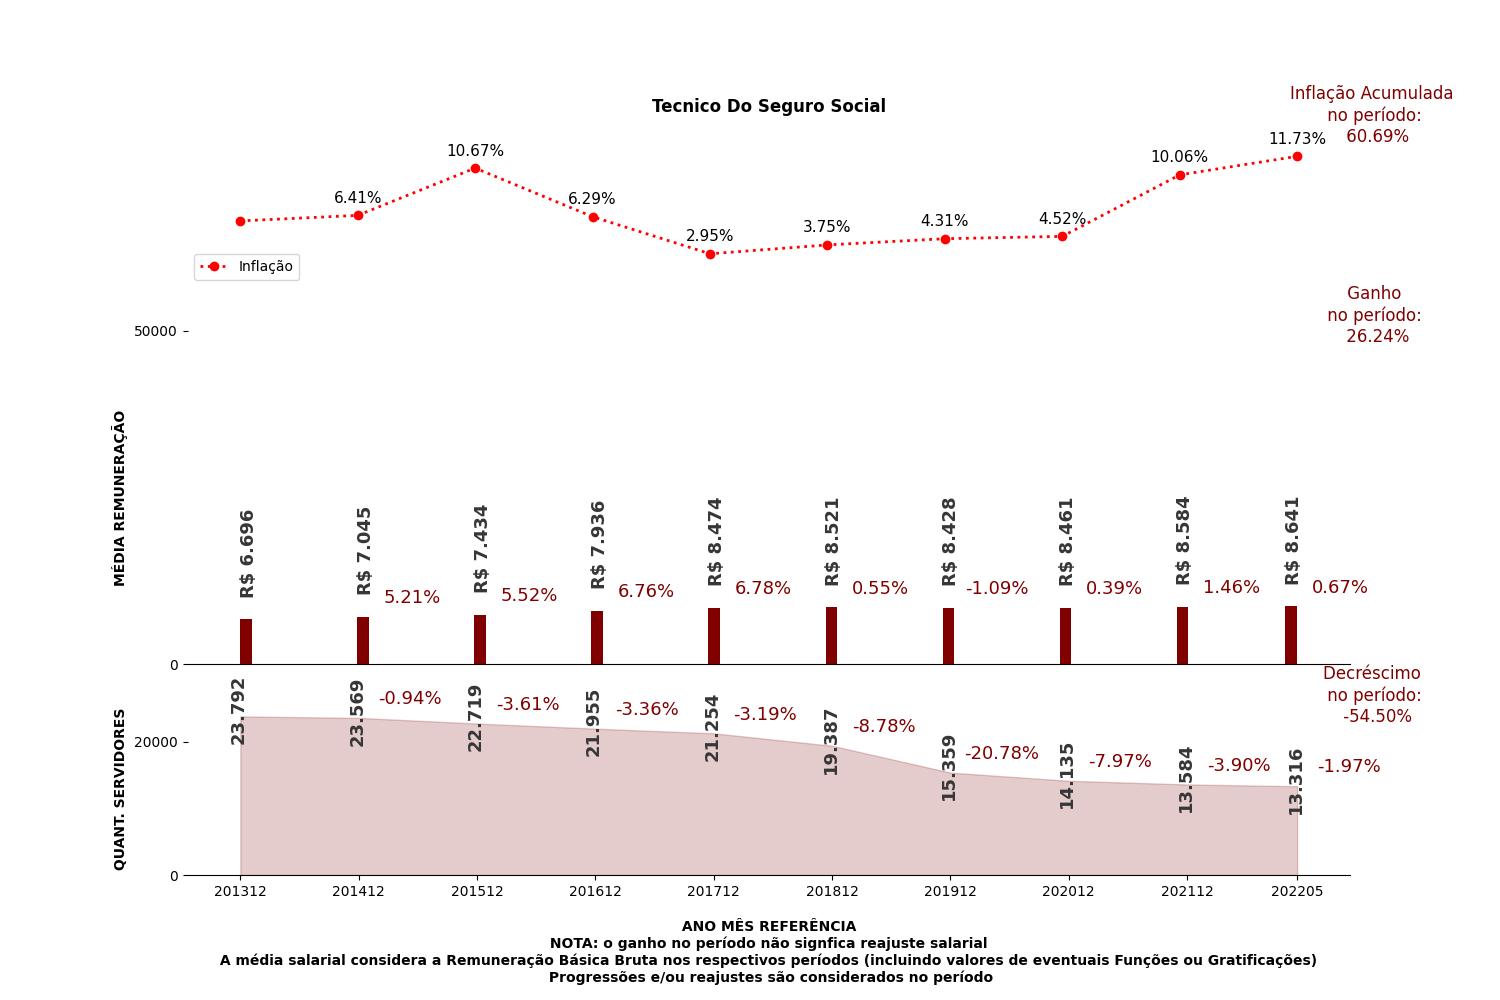 Tecnico Do Seguro Social
Inflação Acumulada
no período:
60.69%
6.41%
10.67%
6.29%
2.95%
3.75%
4.31%
4.52%
10.06%
11.73%
Inflação
Ganho
no período:
26.24%
50000
0
MÉDIA REMUNERAÇÃO
R$ 6.696
R$ 7.045
R$ 7.434
R$ 7.936
R$ 8.474
R$ 8.521
R$ 8.428
R$ 8.461
R$ 8.584
R$ 8.641
5.21%
5.52%
6.76%
6.78%
0.55%
-1.09%
0.39%
1.46%
0.67%
Decréscimo
no período:
-54.50%
20000
0
QUANT. SERVIDORES
23.792
23.569
22.719
21.955
21.254
19.387
15.359
14.135
13.584
13.316
-0.94%
-3.61%
-3.36%
-3.19%
-8.78%
-20.78%
-7.97%
-3.90%
-1.97%
201312
201412
201512
201612
201712
201812
201912
202012
202112
202205
ANO MÊS REFERÊNCIA
NOTA: o ganho no período não signfica reajuste salarial
A média salarial considera a Remuneração Básica Bruta nos respectivos períodos (incluindo valores de eventuais Funções ou Gratificações)
Progressões e/ou reajustes são considerados no período